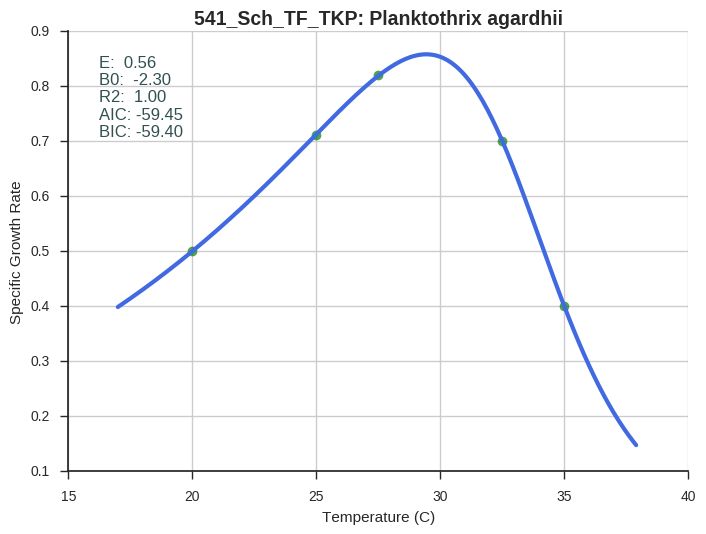 541_Sch_TF_TKP: Planktothrix agardhii
E:  0.56
B0:  -2.30
R2:  1.00
AIC: -59.45
BIC: -59.40
0.9
0.8
0.7
0.6
0.5
0.4
0.3
0.2
0.1
Specific Growth Rate
15 20 25 30 35 40
Temperature (C)